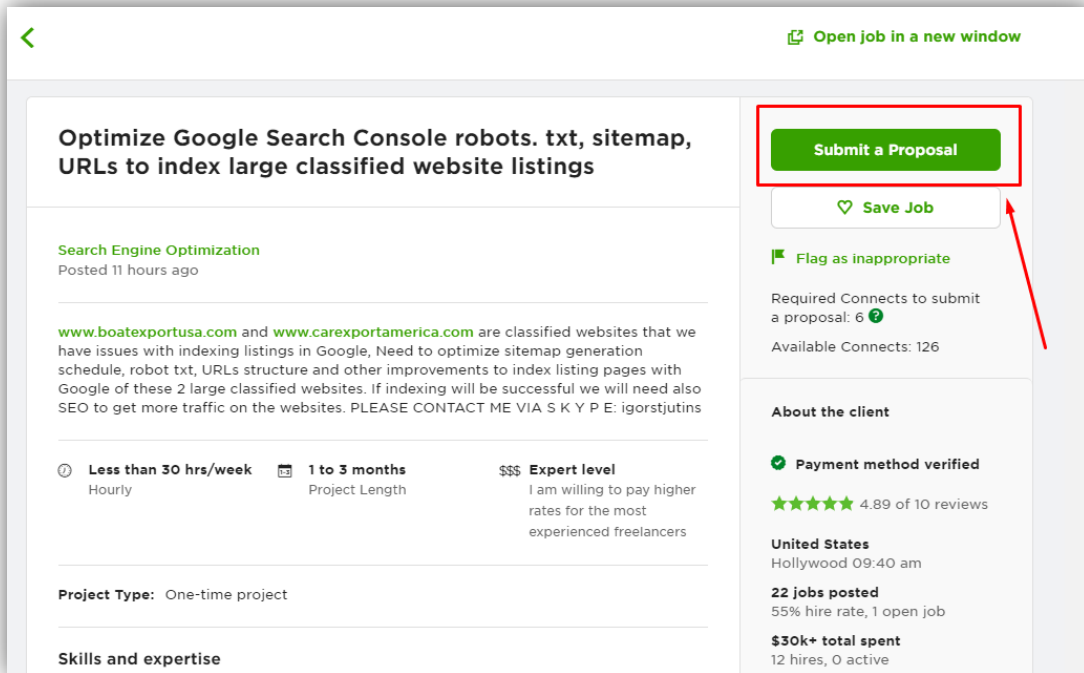 Open job in a new window
Optimize Google Search Console robots. txt, sitemap,
URLs to index large classified website listings
Submit a Proposal
Save Job
Search Engine Optimization
Posted 11 hours ago
Flag as inappropriate
Required Connects to submit
a proposal: 6 ?
Available Connects: 126
www.boatexportusa.com and www.carexportamerica.com are classified websites that we
have issues with indexing listings in Google, Need to optimize sitemap generation
schedule, robot txt, URLs structure and other improvements to index listing pages with
Google of these 2 large classified websites. If indexing will be successful we will need also
SEO to get more traffic on the websites. PLEASE CONTACT ME VIA S K Y P E: igorstjutins
Less than 30 hrs/week
Hourly
1-3
1 to 3 months
Project Length
$$$ Expert level
I am willing to pay higher
rates for the most
experienced freelancers
Project Type: One-time project
Skills and expertise
About the client
Payment method verified
4.89 of 10 reviews
United States
Hollywood 09:40 am
22 jobs posted
55% hire rate, 1 open job
$30k+ total spent
12 hires, 0 active